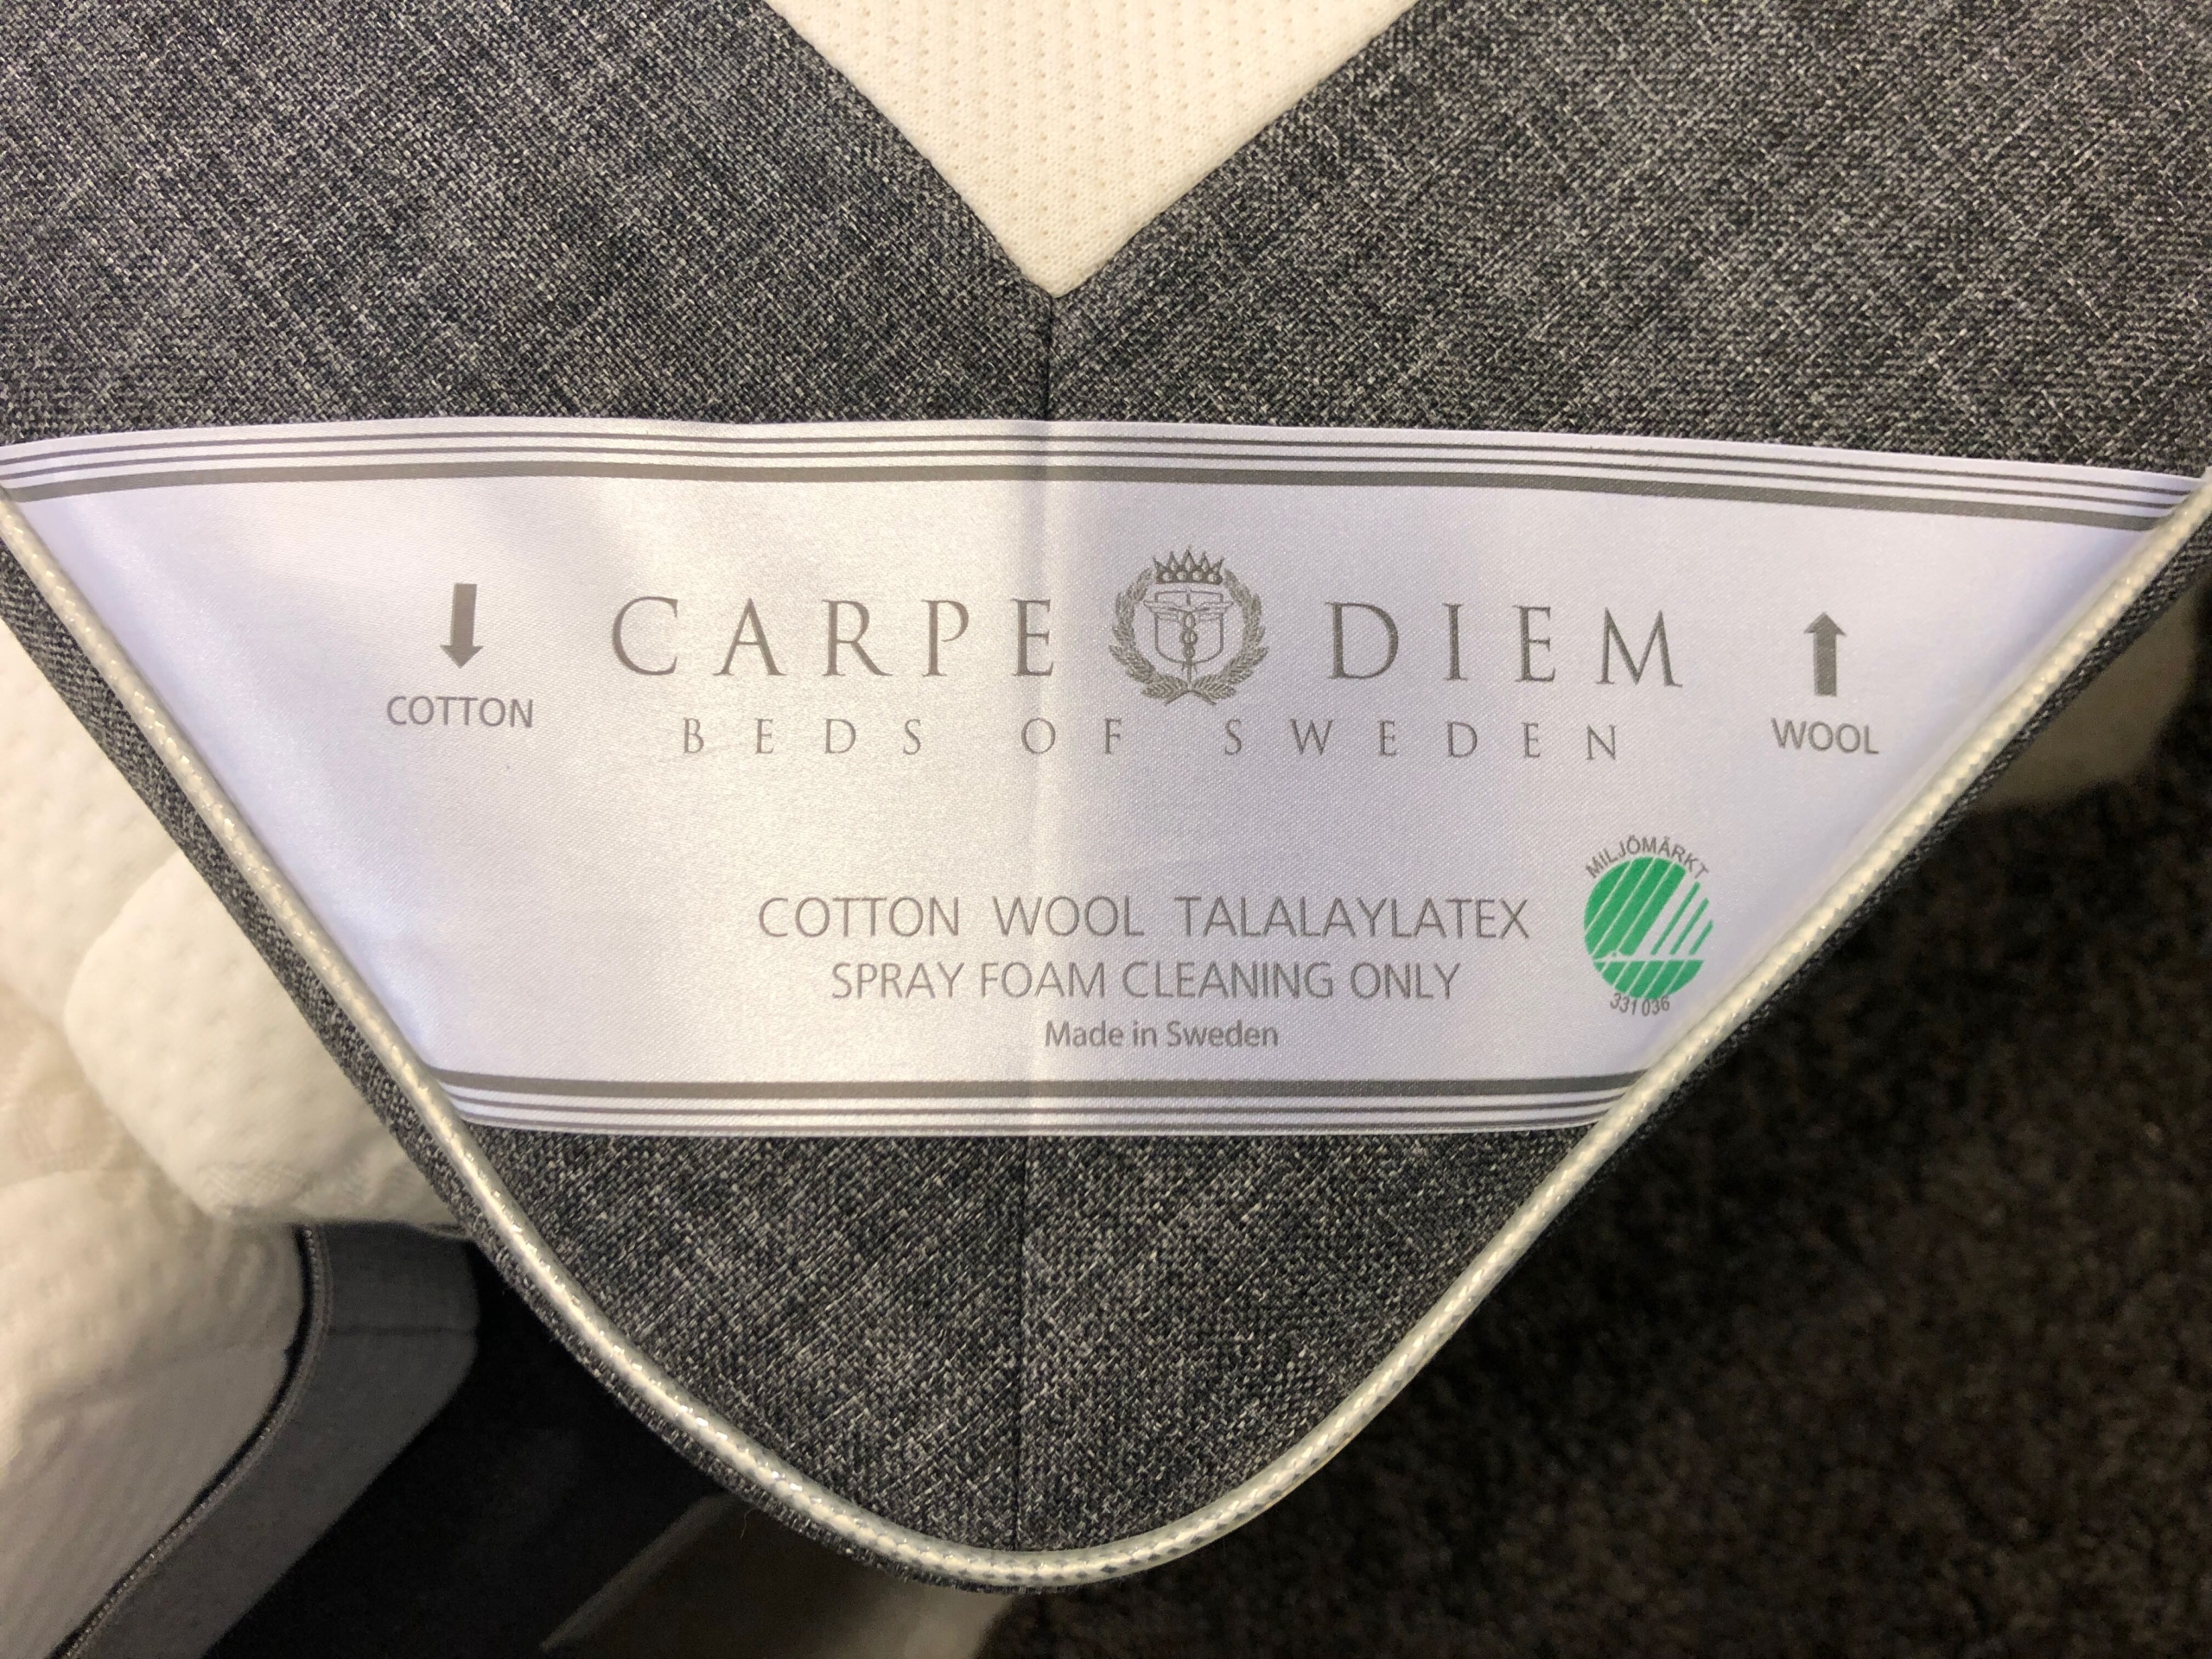 CARPE DIEM
BEDS OF SWEDEN
COTTON
WOOL
COTTON WOOL TALALAYLATEX
SPRAY FOAM CLEANING ONLY
Made in Sweden
MILJÖMÄRKT
331 036